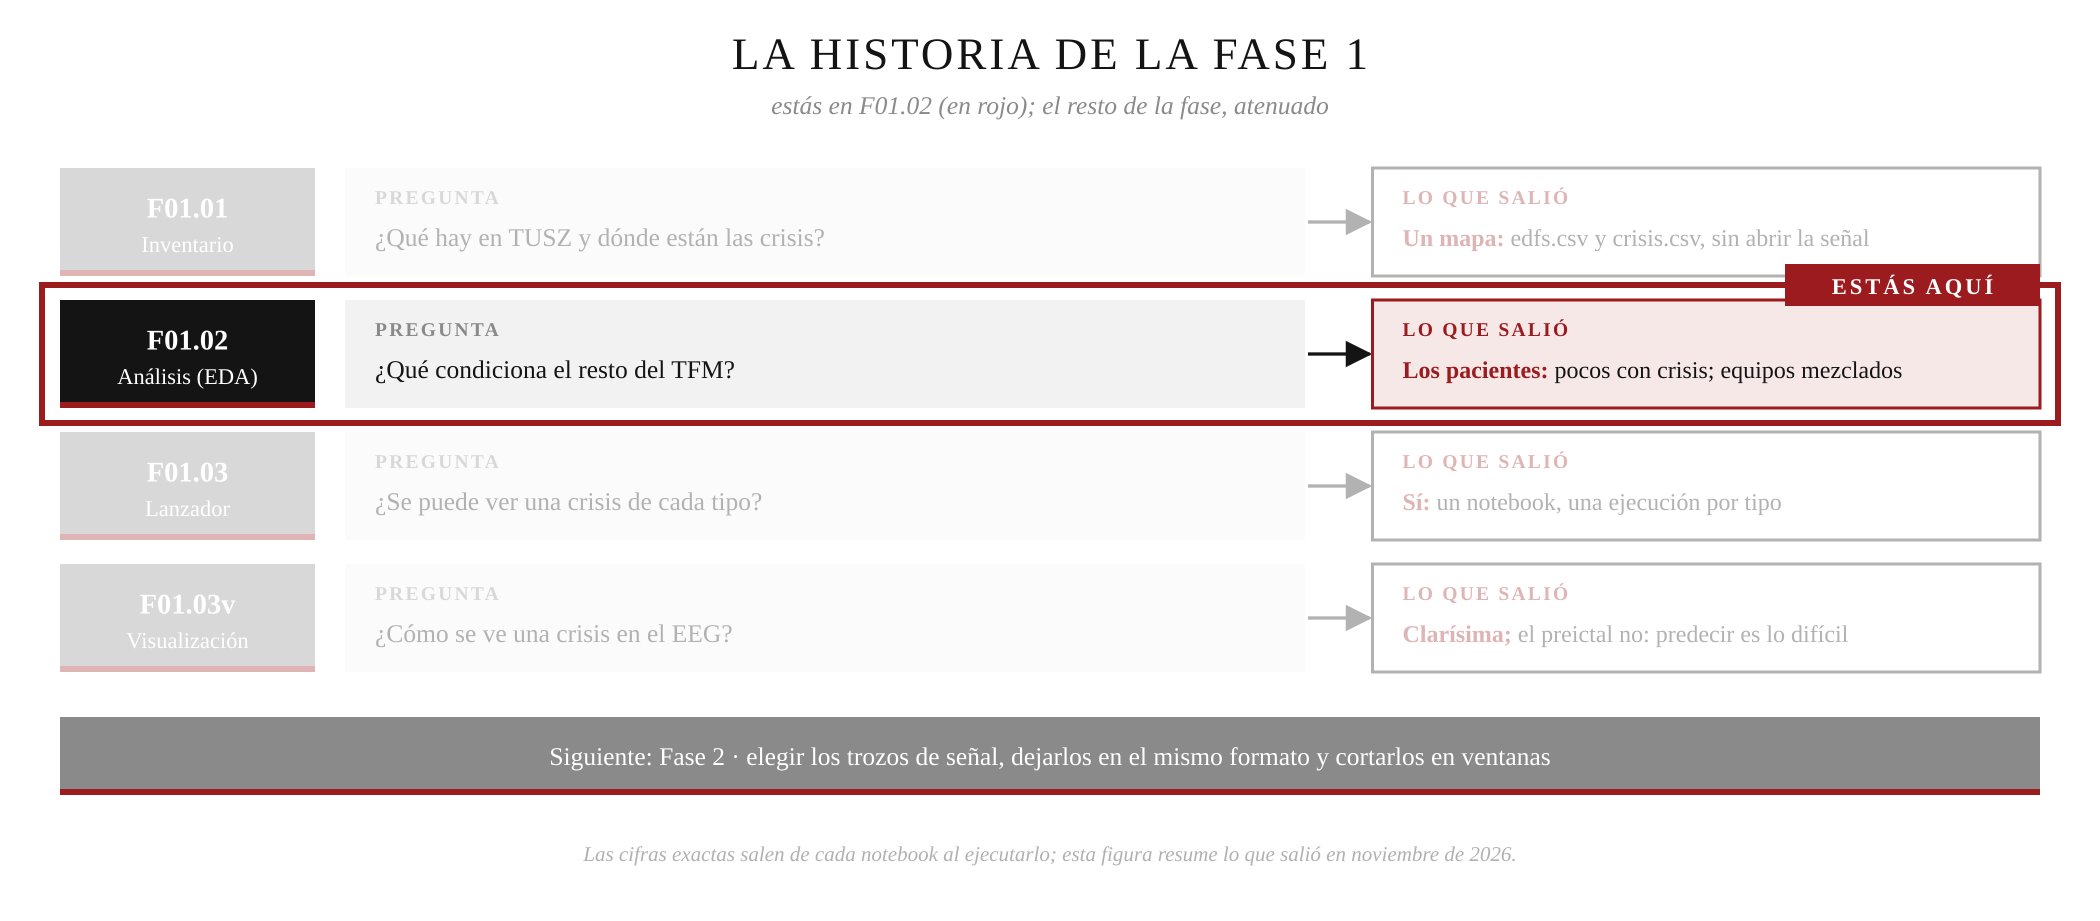 LA HISTORIA DE LA FASE 1
estás en F01.02 (en rojo); el resto de la fase, atenuado
F01.01
Inventario
PREGUNTA
¿Qué hay en TUSZ y dónde están las crisis?
LO QUE SALIÓ
Un mapa: edfs.csv y crisis.csv, sin abrir la señal
ESTÁS AQUÍ
F01.02
Análisis (EDA)
PREGUNTA
¿Qué condiciona el resto del TFM?
LO QUE SALIÓ
Los pacientes: pocos con crisis; equipos mezclados
F01.03
Lanzador
PREGUNTA
¿Se puede ver una crisis de cada tipo?
LO QUE SALIÓ
Sí: un notebook, una ejecución por tipo
F01.03v
Visualización
PREGUNTA
¿Cómo se ve una crisis en el EEG?
LO QUE SALIÓ
Clarísima; el preictal no: predecir es lo difícil
Siguiente: Fase 2 · elegir los trozos de señal, dejarlos en el mismo formato y cortarlos en ventanas
Las cifras exactas salen de cada notebook al ejecutarlo; esta figura resume lo que salió en noviembre de 2026.